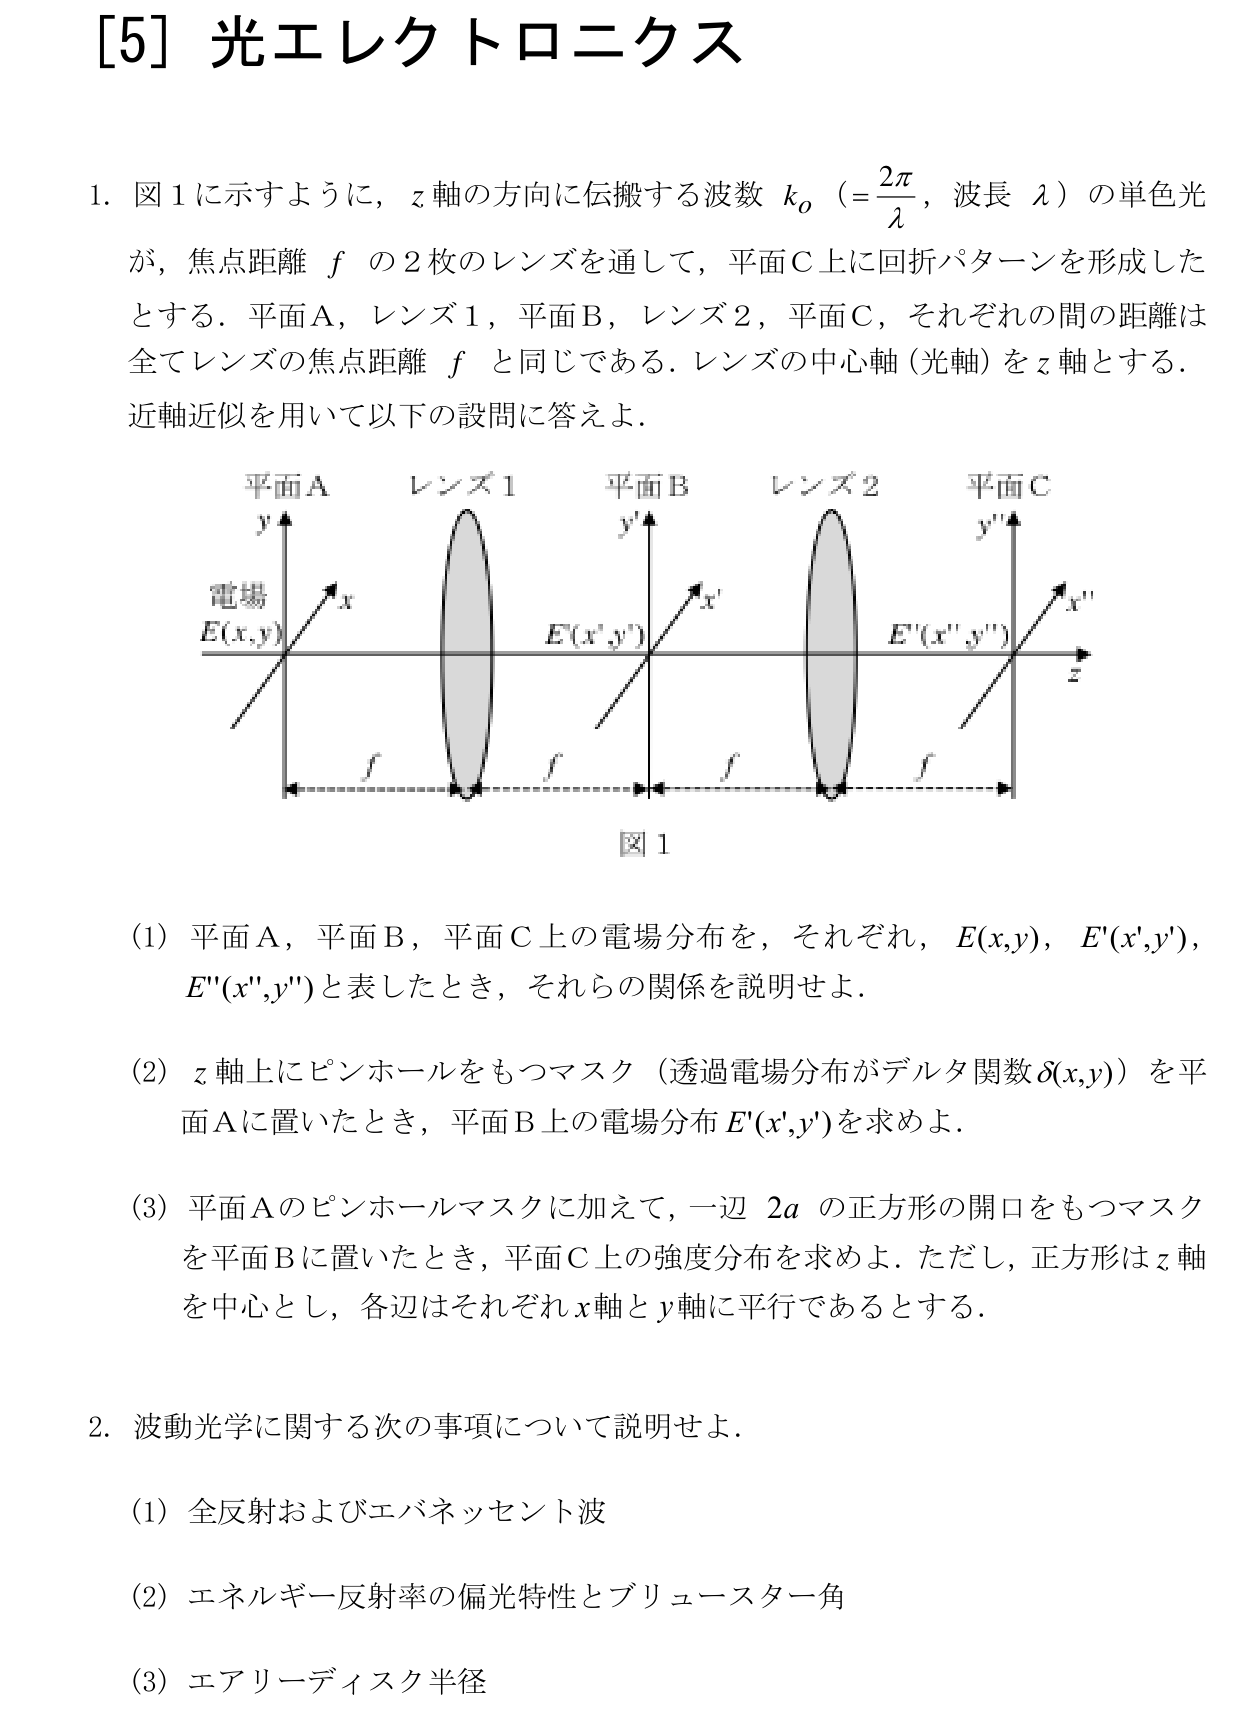 [5] 光エレクトロニクス
1. 図１に示すように，z 軸の方向に伝搬する波数 k_o （= 2π/λ，波長 λ）の単色光
が，焦点距離 f の２枚のレンズを通して，平面Ｃ上に回折パターンを形成した
とする．平面Ａ，レンズ１，平面Ｂ，レンズ２，平面Ｃ，それぞれの間の距離は
全てレンズの焦点距離 f と同じである．レンズの中心軸（光軸）を z 軸とする．
近軸近似を用いて以下の設問に答えよ．
平面Ａ レンズ１ 平面Ｂ レンズ２ 平面Ｃ
y y' y''
電場 x x' x''
E(x,y) E'(x',y') E''(x'',y'')
z
f f f f
図１
(1) 平面Ａ，平面Ｂ，平面Ｃ上の電場分布を，それぞれ， E(x,y)， E'(x',y')，
E''(x'',y'')と表したとき，それらの関係を説明せよ．
(2) z 軸上にピンホールをもつマスク（透過電場分布がデルタ関数δ(x,y)）を平
面Ａに置いたとき，平面Ｂ上の電場分布 E'(x',y')を求めよ．
(3) 平面Ａのピンホールマスクに加えて，一辺 2a の正方形の開口をもつマスク
を平面Ｂに置いたとき，平面Ｃ上の強度分布を求めよ．ただし，正方形は z 軸
を中心とし，各辺はそれぞれ x 軸と y 軸に平行であるとする．
2. 波動光学に関する次の事項について説明せよ．
(1) 全反射およびエバネッセント波
(2) エネルギー反射率の偏光特性とブリュースター角
(3) エアリーディスク半径